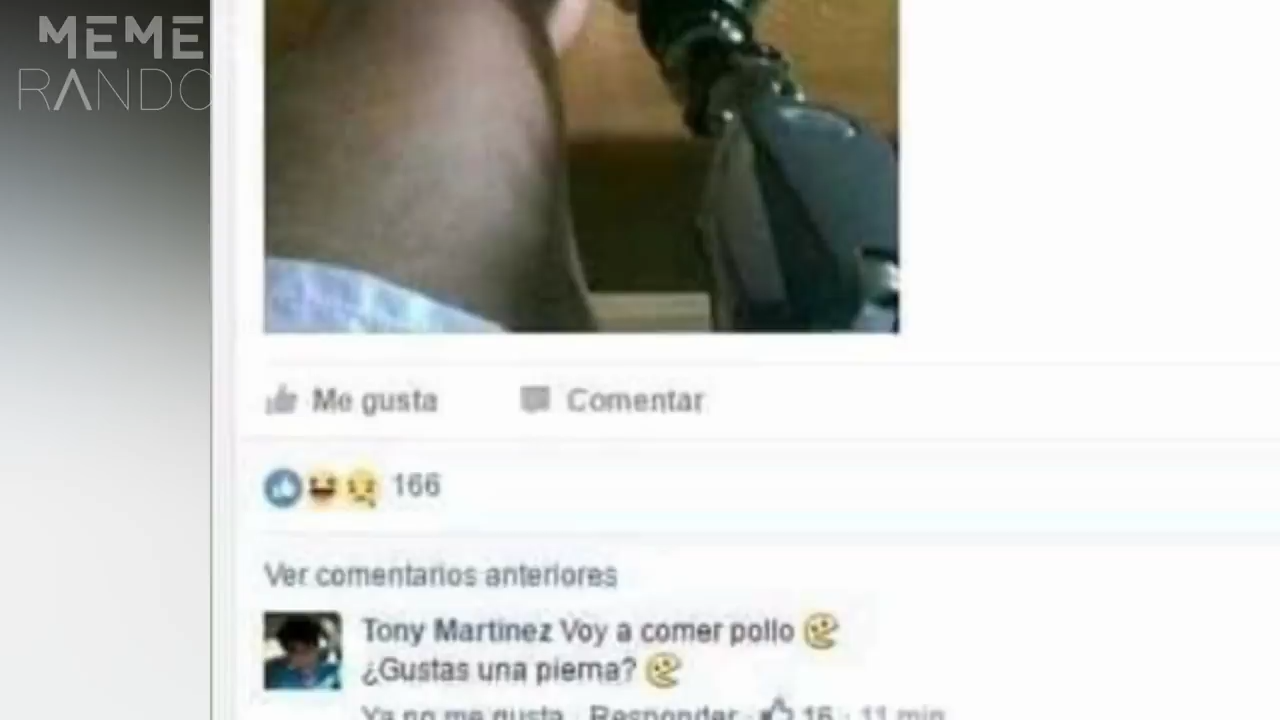 MEME
RANDO
Me gusta
Comentar
166
Ver comentarios anteriores
Tony Martinez Voy a comer pollo
¿Gustas una pierna?
Ya no me gusta · Responder · 16 · 11 min